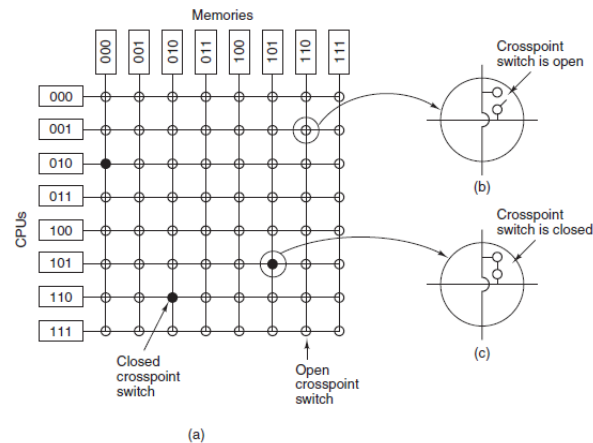 Memories
000
001
010
011
100
101
110
111
CPUs
000
001
010
011
100
101
110
111
Crosspoint
switch is open
(b)
Crosspoint
switch is closed
(c)
Closed
crosspoint
switch
Open
crosspoint
switch
(a)